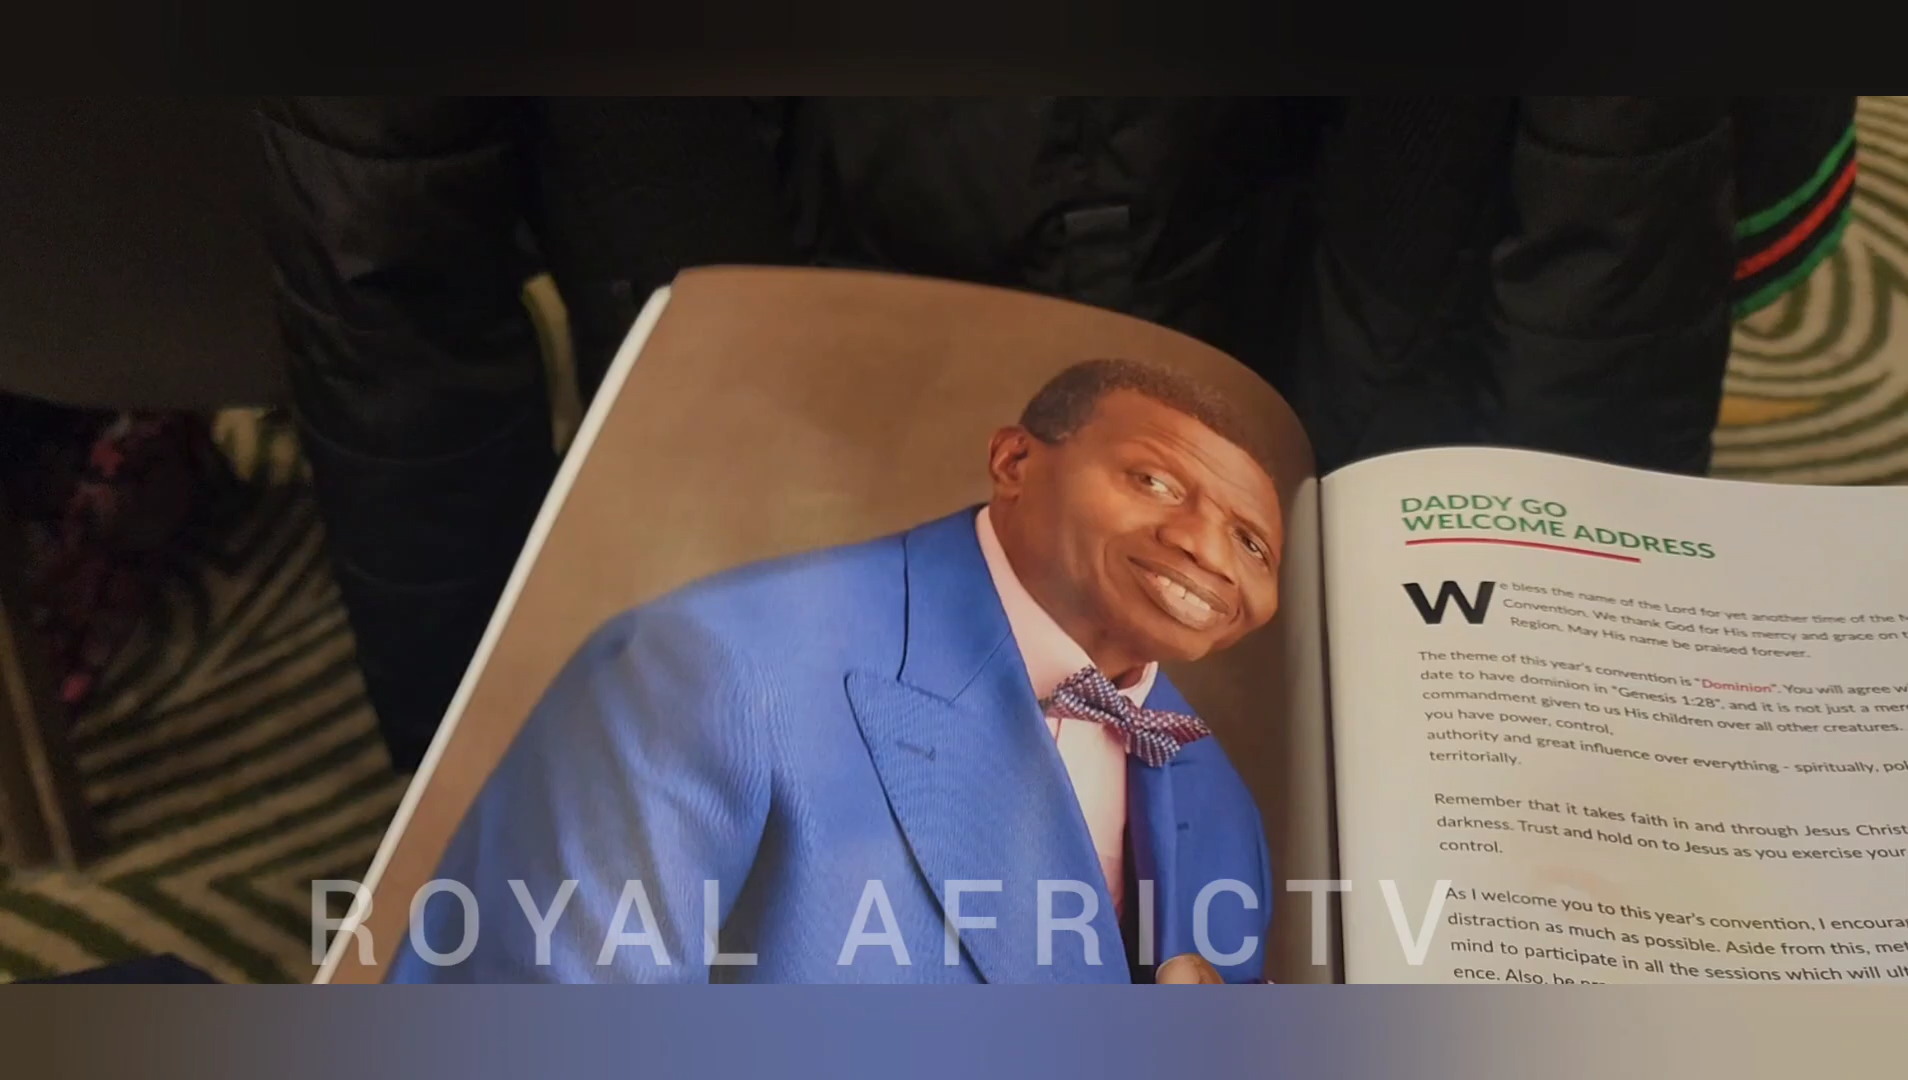 DADDY GO
WELCOME ADDRESS
We bless the name of the Lord for yet another time of the
Convention. We thank God for His mercy and grace on
Region. May His name be praised forever.
The theme of this year's convention is "Dominion". You will agree
date to have dominion in "Genesis 1:28", and it is not just a
commandment given to us His children over all other creatures.
you have power, control,
authority and great influence over everything - spiritually,
territorially.
Remember that it takes faith in and through Jesus Christ
darkness. Trust and hold on to Jesus as you exercise your
control.
As I welcome you to this year's convention, I
distraction as much as possible. Aside from this,
mind to participate in all the sessions which will
ence. Also, be
ROYAL AFRICTV